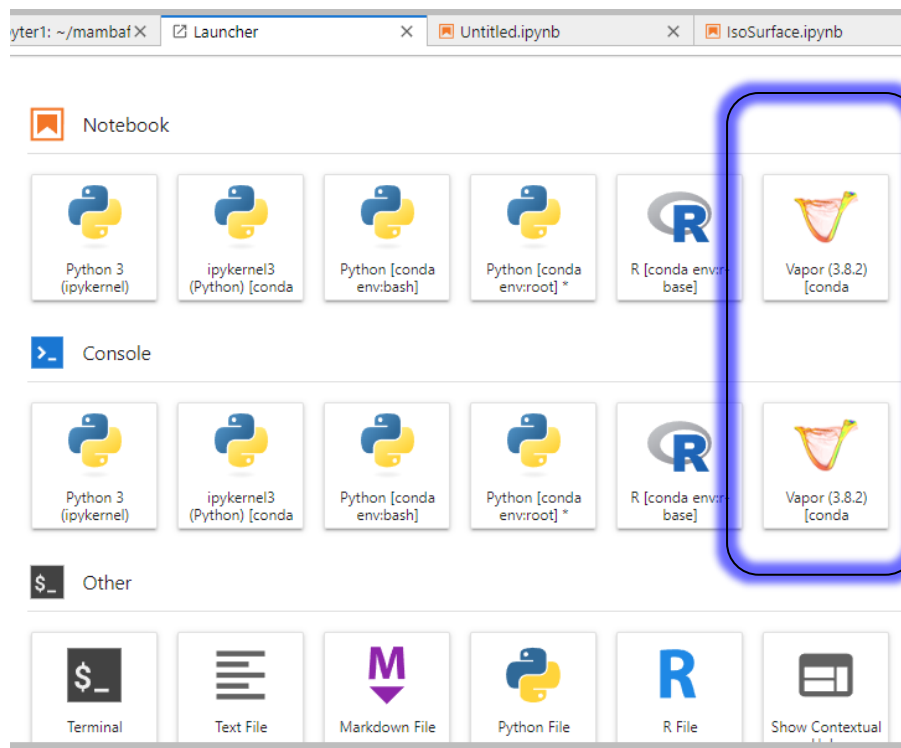 yter1: ~/mambaf
Launcher
Untitled.ipynb
IsoSurface.ipynb
Notebook
Python 3
(ipykernel)
ipykernel3
(Python) [conda
Python [conda
env:bash]
Python [conda
env:root] *
R [conda env:r-
base]
Vapor (3.8.2)
[conda
>_ Console
Python 3
(ipykernel)
ipykernel3
(Python) [conda
Python [conda
env:bash]
Python [conda
env:root] *
R [conda env:r-
base]
Vapor (3.8.2)
[conda
$_ Other
$_
M
R
Terminal
Text File
Markdown File
Python File
R File
Show Contextual